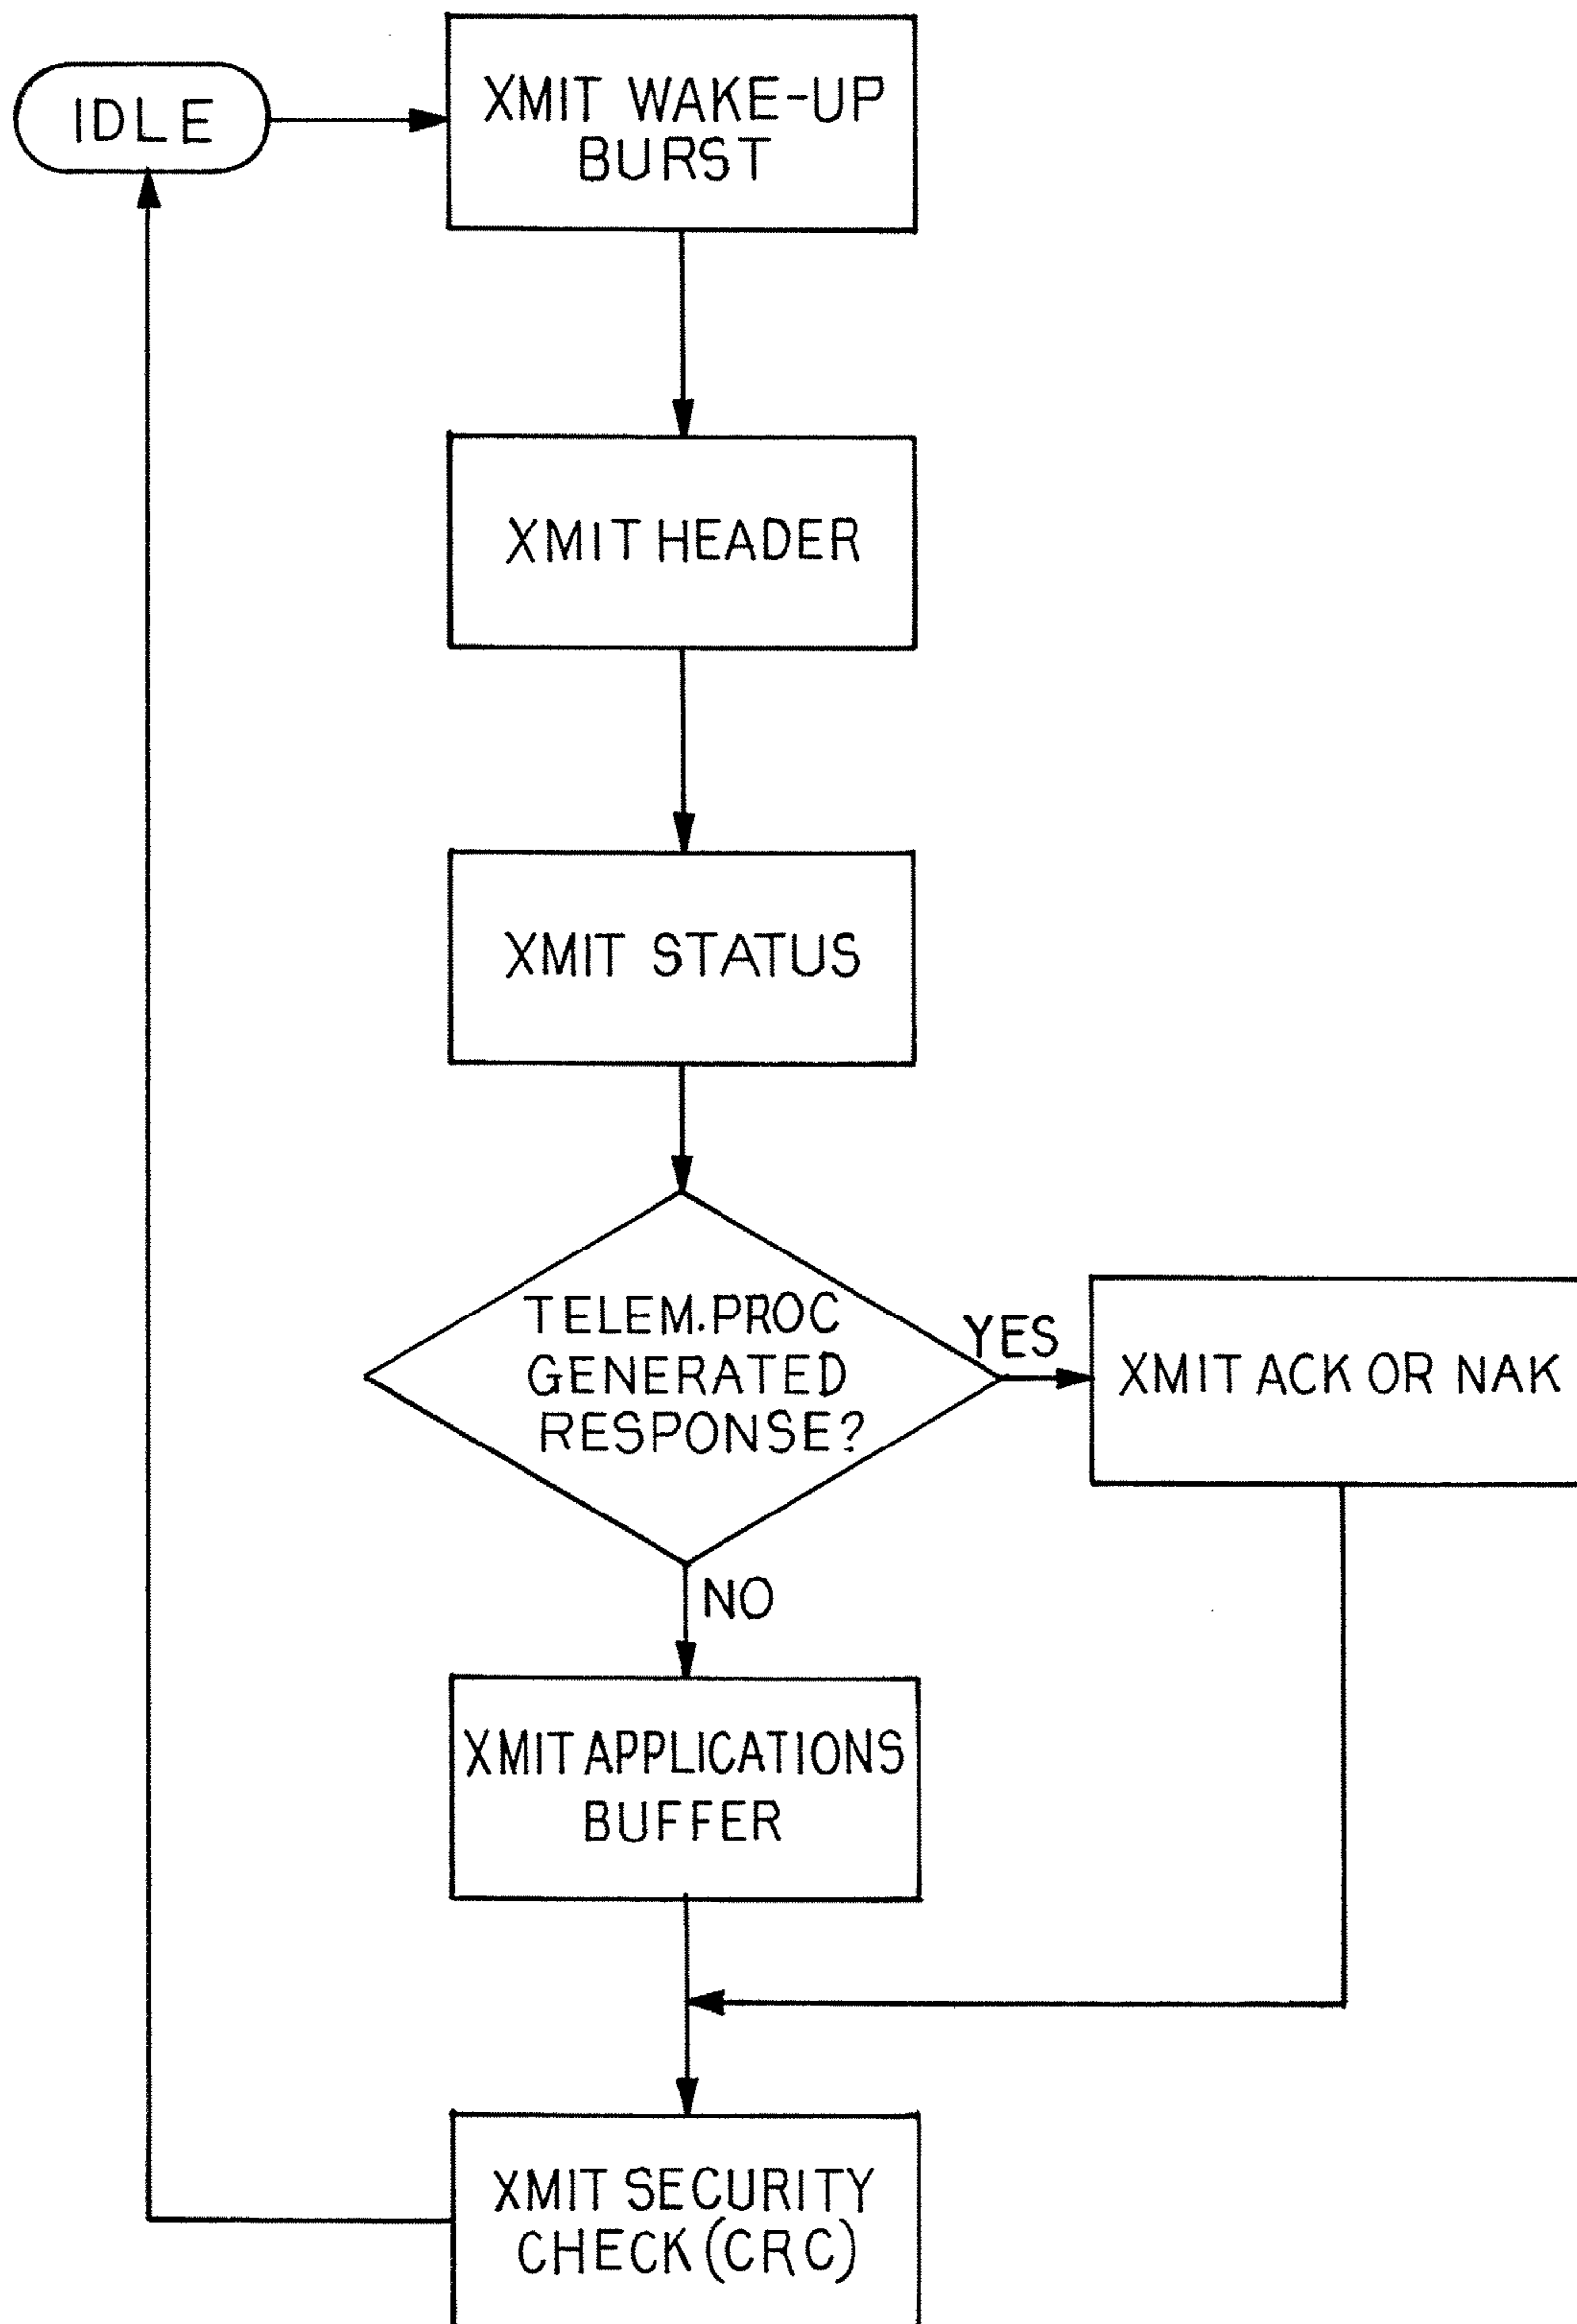 IDLE
XMIT WAKE-UP
BURST
XMIT HEADER
XMIT STATUS
TELEM.PROC
GENERATED
RESPONSE?
YES
XMIT ACK OR NAK
NO
XMIT APPLICATIONS
BUFFER
XMIT SECURITY
CHECK (CRC)